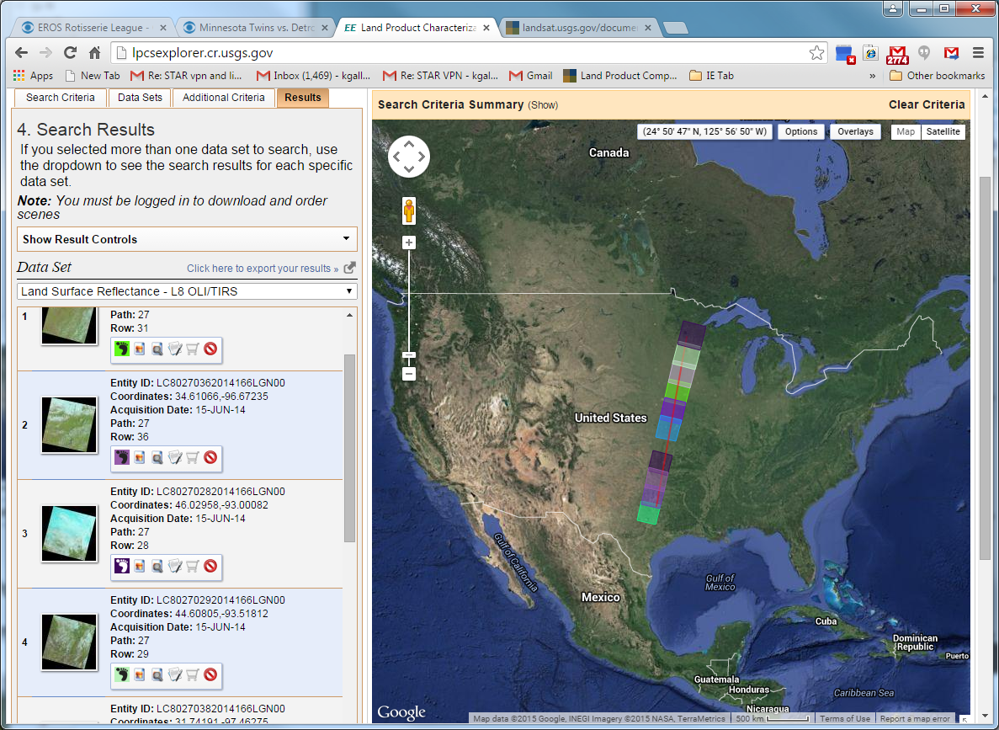 EROS Rotisserie League -
Minnesota Twins vs. Detro
EE Land Product Characteriza
landsat.usgs.gov/docume
lpcsexplorer.cr.usgs.gov
2774
Apps
New Tab
Re: STAR vpn and li...
Inbox (1,469) - kgall...
Re: STAR VPN - kgal...
Gmail
Land Product Comp...
IE Tab
»
Other bookmarks
Search Criteria
Data Sets
Additional Criteria
Results
4. Search Results
If you selected more than one data set to search, use
the dropdown to see the search results for each specific
data set.
Note: You must be logged in to download and order
scenes
Show Result Controls
Data Set
Click here to export your results »
Land Surface Reflectance - L8 OLI/TIRS
1
Path: 27
Row: 31
2
Entity ID: LC80270362014166LGN00
Coordinates: 34.61066,-96.67235
Acquisition Date: 15-JUN-14
Path: 27
Row: 36
3
Entity ID: LC80270282014166LGN00
Coordinates: 46.02958,-93.00082
Acquisition Date: 15-JUN-14
Path: 27
Row: 28
4
Entity ID: LC80270292014166LGN00
Coordinates: 44.60805,-93.51812
Acquisition Date: 15-JUN-14
Path: 27
Row: 29
Entity ID: LC80270382014166LGN00
Coordinates: 31.74191,-97.46275
Search Criteria Summary (Show)
Clear Criteria
(24° 50' 47" N, 125° 56' 50" W)
Options
Overlays
Map
Satellite
Canada
United States
Gulf of California
Gulf of
Mexico
Mexico
Cuba
Dominican
Republic
Puerto
Guatemala
Honduras
Nicaragua
Caribbean Sea
Google
Map data ©2015 Google, INEGI Imagery ©2015 NASA, TerraMetrics
500 km
Terms of Use
Report a map error